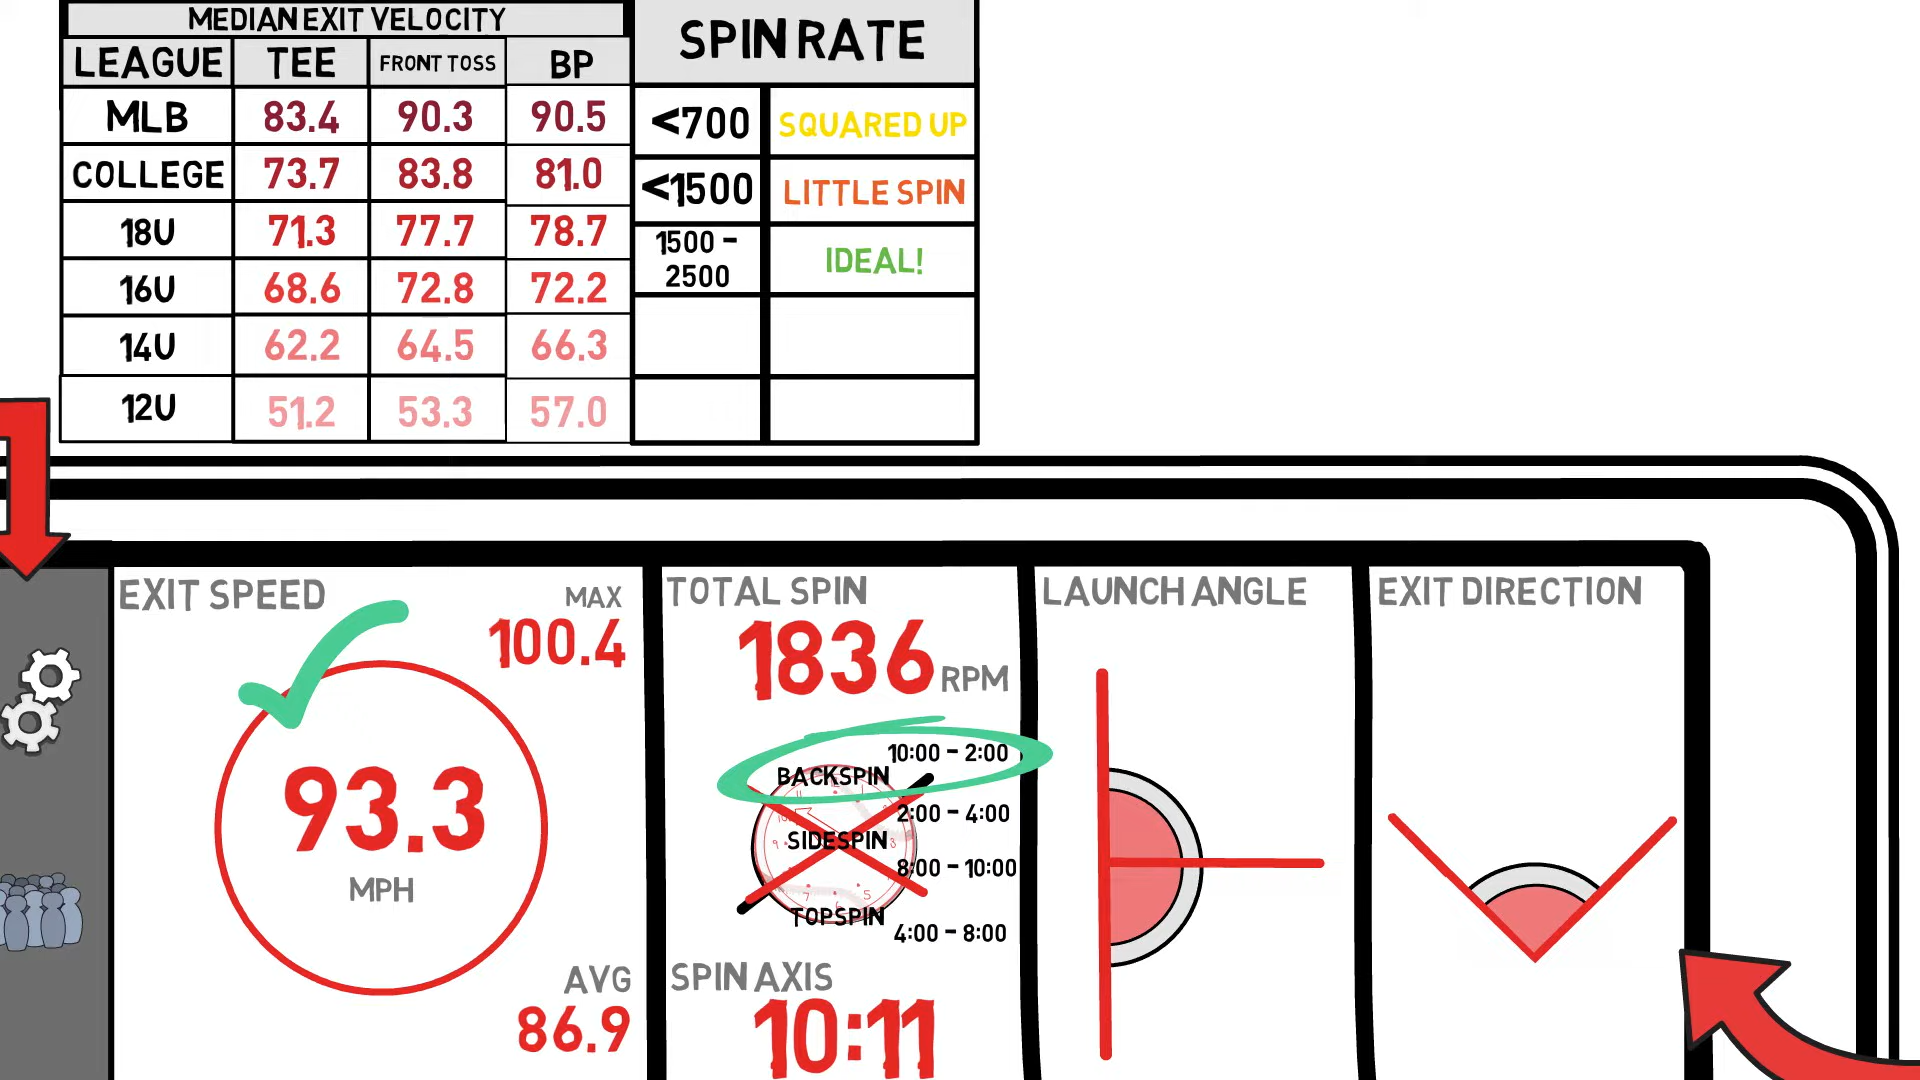 MEDIAN EXIT VELOCITY
LEAGUE TEE FRONT TOSS BP
MLB 83.4 90.3 90.5
COLLEGE 73.7 83.8 81.0
18U 71.3 77.7 78.7
16U 68.6 72.8 72.2
14U 62.2 64.5 66.3
12U 51.2 53.3 57.0
SPIN RATE
<700 SQUARED UP
<1500 LITTLE SPIN
1500 -
2500
IDEAL!
EXIT SPEED
MAX
100.4
93.3
MPH
AVG
86.9
TOTAL SPIN
1836 RPM
BACKSPIN 10:00 - 2:00
2:00 - 4:00
SIDESPIN
8:00 - 10:00
TOPSPIN 4:00 - 8:00
SPIN AXIS
10:11
LAUNCH ANGLE
EXIT DIRECTION